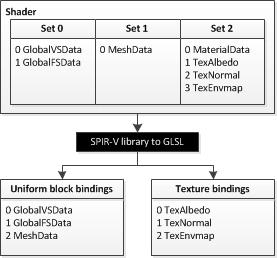 Shader
Set 0 Set 1 Set 2
0 GlobalVSData 0 MeshData 0 MaterialData
1 GlobalFSData 1 TexAlbedo
2 TexNormal
3 TexEnvmap
SPIR-V library to GLSL
Uniform block bindings Texture bindings
0 GlobalVSData 0 TexAlbedo
1 GlobalFSData 1 TexNormal
2 MeshData 2 TexEnvmap